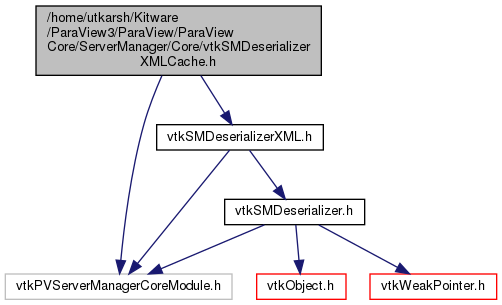 /home/utkarsh/Kitware
/ParaView3/ParaView/ParaView
Core/ServerManager/Core/vtkSMDeserializer
XMLCache.h
vtkSMDeserializerXML.h
vtkSMDeserializer.h
vtkPVServerManagerCoreModule.h
vtkObject.h
vtkWeakPointer.h